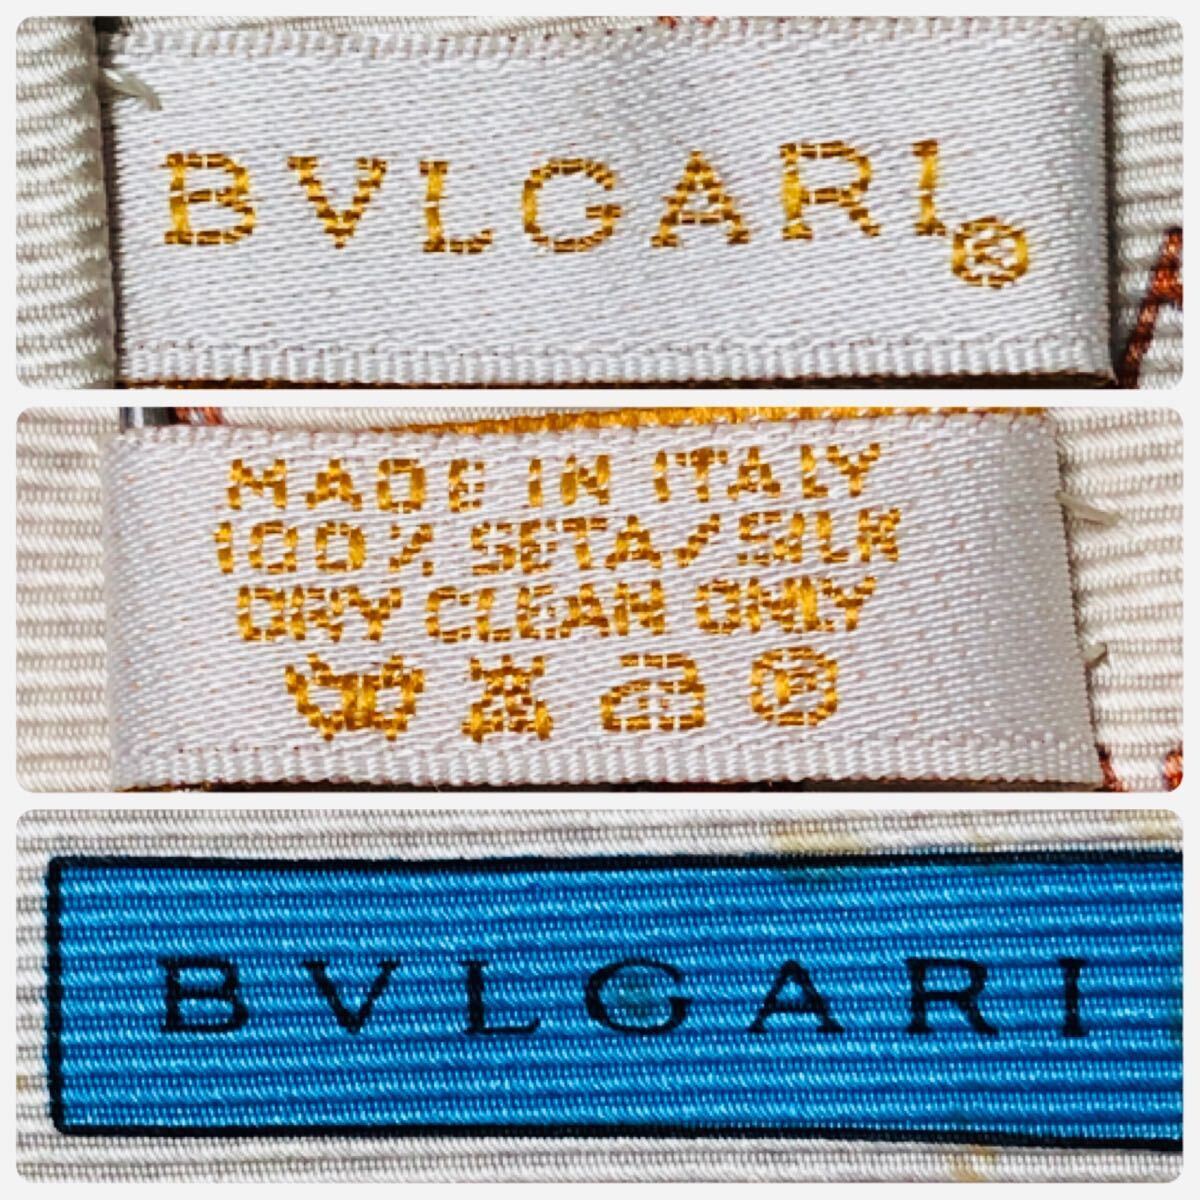 BVLGARI®
MADE IN ITALY
100% SETA/SILK
DRY CLEAN ONLY
BVLGARI